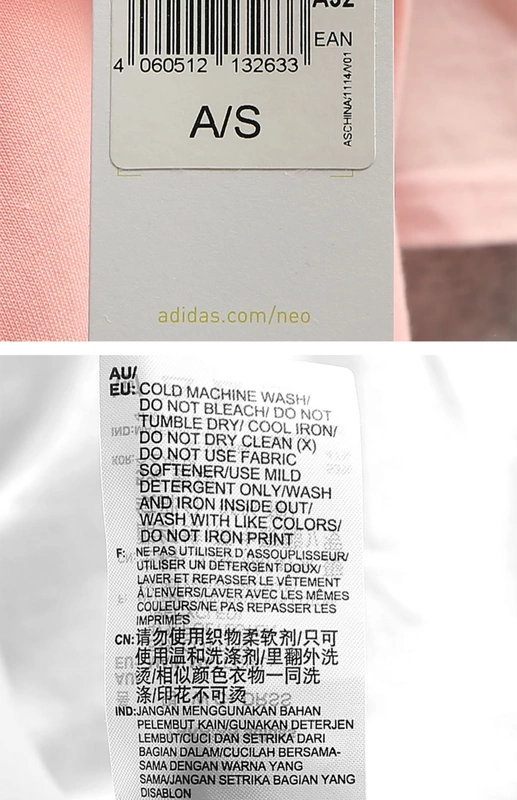 EAN
4 060512 132633
ASCHINA/1114/V01
A/S
adidas.com/neo
AU/
EU: COLD MACHINE WASH/
DO NOT BLEACH/ DO NOT
TUMBLE DRY/ COOL IRON/
DO NOT DRY CLEAN (X)
DO NOT USE FABRIC
SOFTENER/USE MILD
DETERGENT ONLY/WASH
AND IRON INSIDE OUT/
WASH WITH LIKE COLORS/
DO NOT IRON PRINT
F: NE PAS UTILISER D'ASSOUPLISSEUR/
UTILISER UN DÉTERGENT DOUX/
LAVER ET REPASSER LE VÊTEMENT
À L'ENVERS/LAVER AVEC LES MÊMES
COULEURS/NE PAS REPASSER LES
IMPRIMÉS
CN:请勿使用织物柔软剂/只可
使用温和洗涤剂/里翻外洗
烫/相似颜色衣物一同洗
涤/印花不可烫
IND:JANGAN MENGGUNAKAN BAHAN
PELEMBUT KAIN/GUNAKAN DETERJEN
LEMBUT/CUCI DAN SETRIKA DARI
BAGIAN DALAM/CUCILAH BERSAMA-
SAMA DENGAN WARNA YANG
SAMA/JANGAN SETRIKA BAGIAN YANG
DISABLON